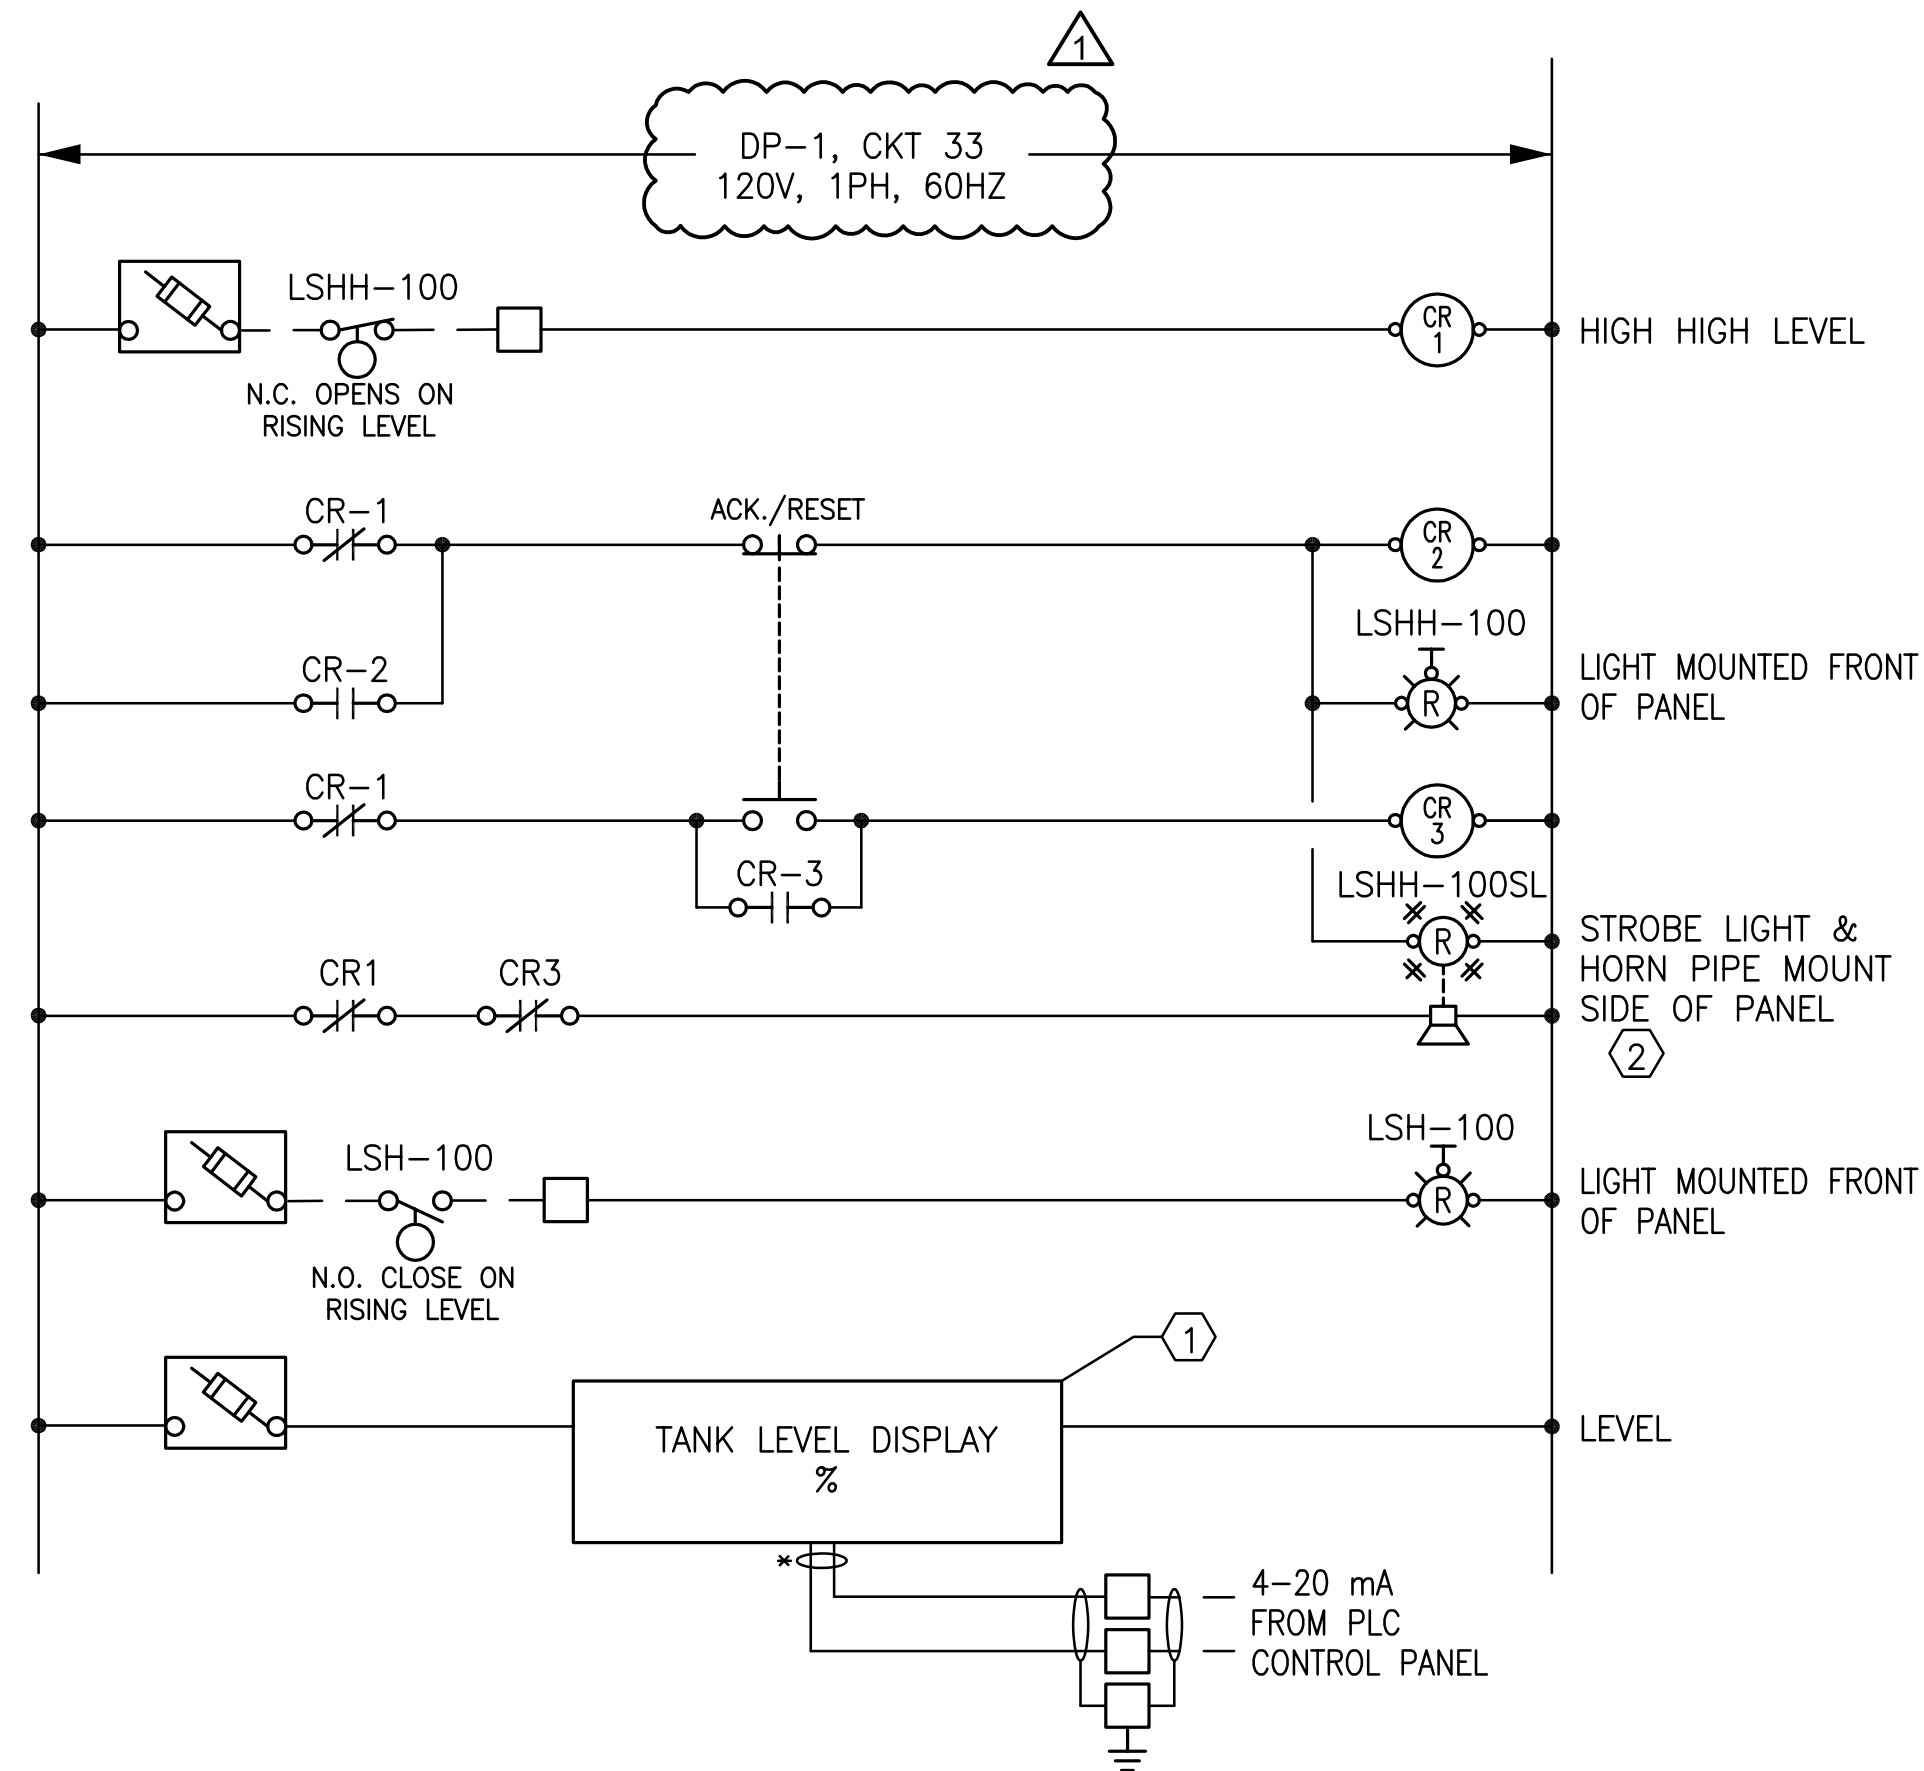 1
DP-1, CKT 33
120V, 1PH, 60HZ
LSHH-100
CR
1
HIGH HIGH LEVEL
N.C. OPENS ON
RISING LEVEL
CR-1
ACK./RESET
CR
2
LSHH-100
CR-2
R
LIGHT MOUNTED FRONT
OF PANEL
CR-1
CR
3
CR-3
LSHH-100SL
R
STROBE LIGHT &
HORN PIPE MOUNT
SIDE OF PANEL
2
CR1
CR3
LSH-100
LSH-100
R
LIGHT MOUNTED FRONT
OF PANEL
N.O. CLOSE ON
RISING LEVEL
1
TANK LEVEL DISPLAY
%
LEVEL
*
4-20 mA
FROM PLC
CONTROL PANEL